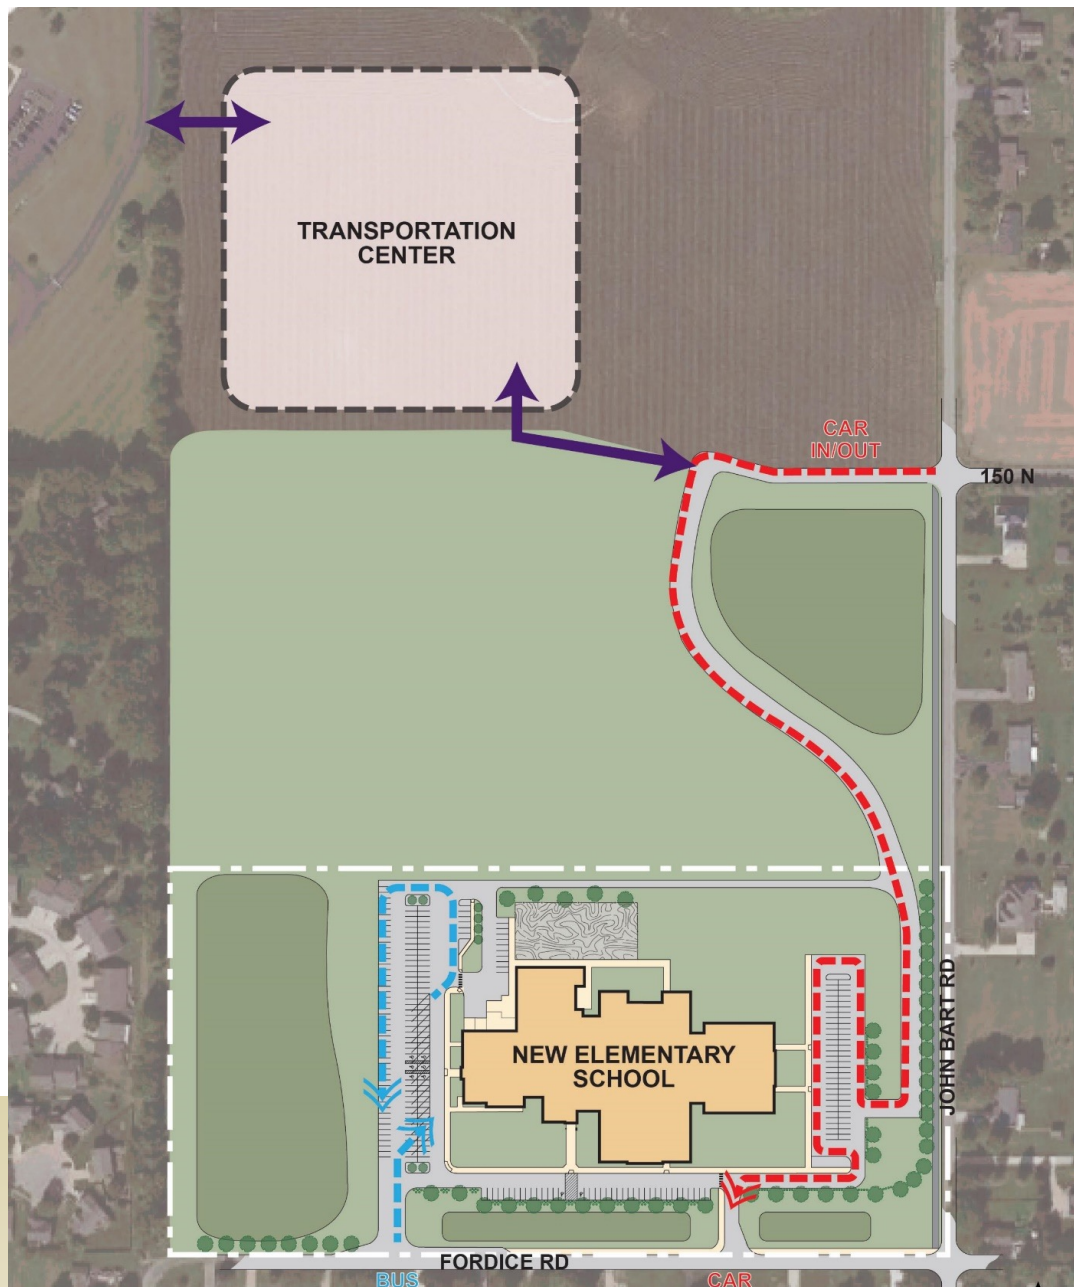 TRANSPORTATION
CENTER
CAR
IN/OUT
150 N
NEW ELEMENTARY
SCHOOL
JOHN BART RD
FORDICE RD
BUS
CAR